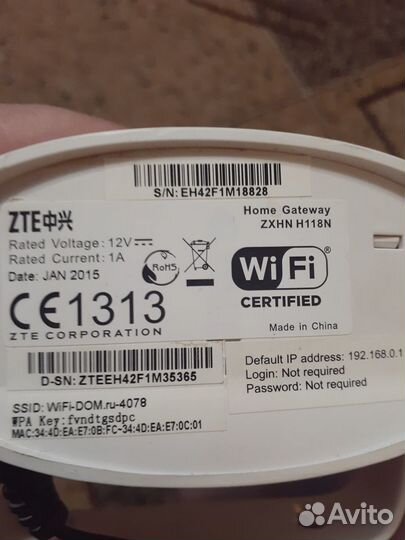 S/N: EH42F1M18828
ZTE中兴
Home Gateway
ZXHN H118N
Rated Voltage: 12V
Rated Current: 1A
Date: JAN 2015
RoHS
WiFi
CERTIFIED
CE1313
ZTE CORPORATION
Made in China
D-SN: ZTEEH42F1M35365
Default IP address: 192.168.0.1
Login: Not required
Password: Not required
SSID: WiFi-DOM.ru-4078
WPA Key:fvndtgsdpc
MAC:34:4D:EA:E7:0B:FC-34:4D:EA:E7:0C:01
Avito